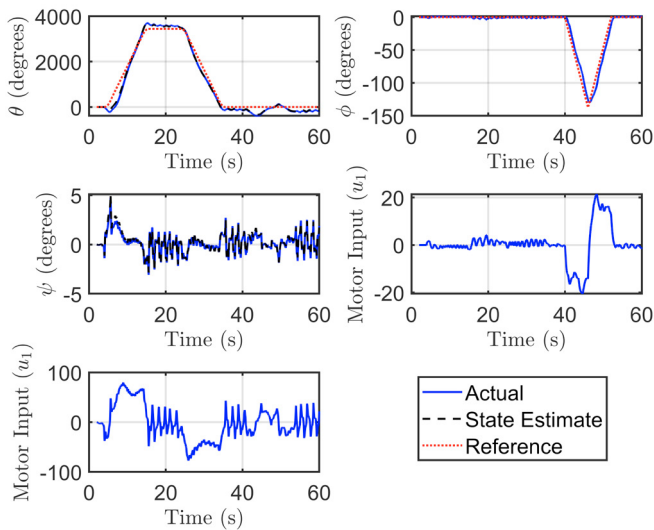 4000
2000
0
θ (degrees)
0 20 40 60
Time (s)
0
-50
-100
-150
ϕ (degrees)
0 20 40 60
Time (s)
5
0
-5
ψ (degrees)
0 20 40 60
Time (s)
20
0
-20
Motor Input (u₁)
0 20 40 60
Time (s)
100
0
-100
Motor Input (u₁)
0 20 40 60
Time (s)
Actual
State Estimate
Reference